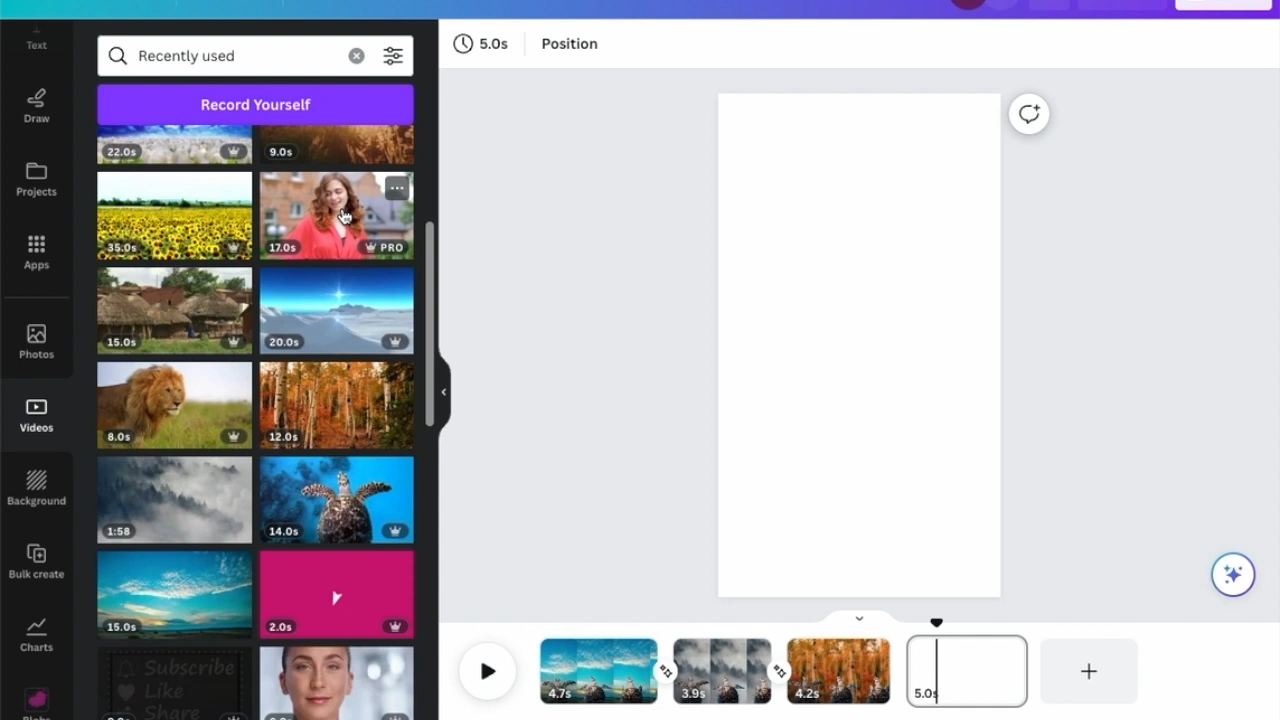 Text
Draw
Projects
Apps
Photos
Videos
Background
Bulk create
Charts
Recently used
Record Yourself
22.0s
9.0s
35.0s
17.0s
PRO
15.0s
20.0s
8.0s
12.0s
1:58
14.0s
15.0s
2.0s
Subscribe
Like
Share
5.0s
Position
4.7s
3.9s
4.2s
5.0s